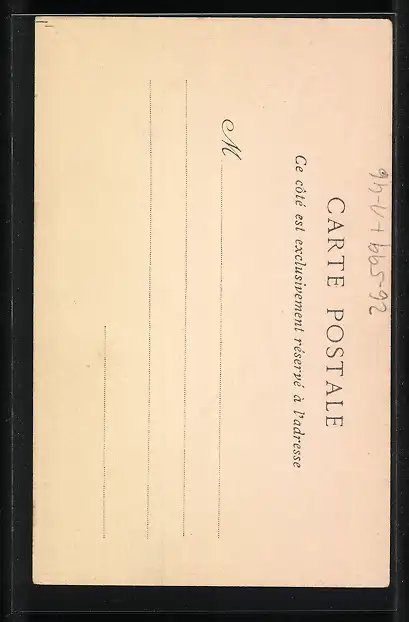 CARTE POSTALE
Ce côté est exclusivement réservé à l'adresse
M